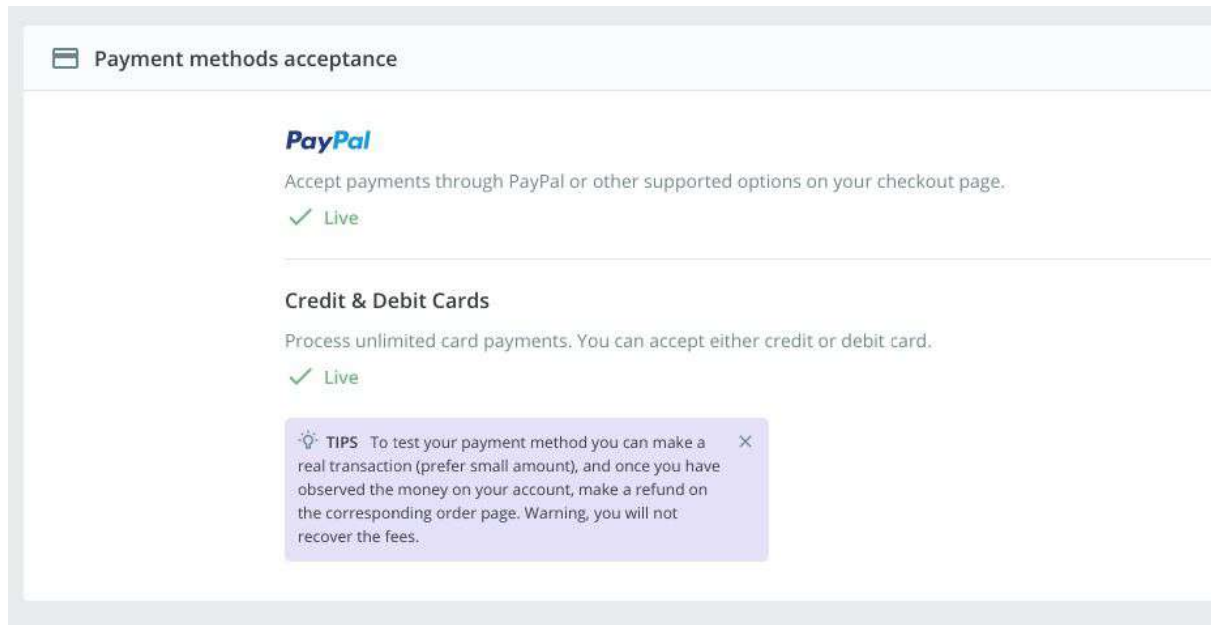 Payment methods acceptance
PayPal
Accept payments through PayPal or other supported options on your checkout page.
Live
Credit & Debit Cards
Process unlimited card payments. You can accept either credit or debit card.
Live
TIPS To test your payment method you can make a
real transaction (prefer small amount), and once you have
observed the money on your account, make a refund on
the corresponding order page. Warning, you will not
recover the fees.